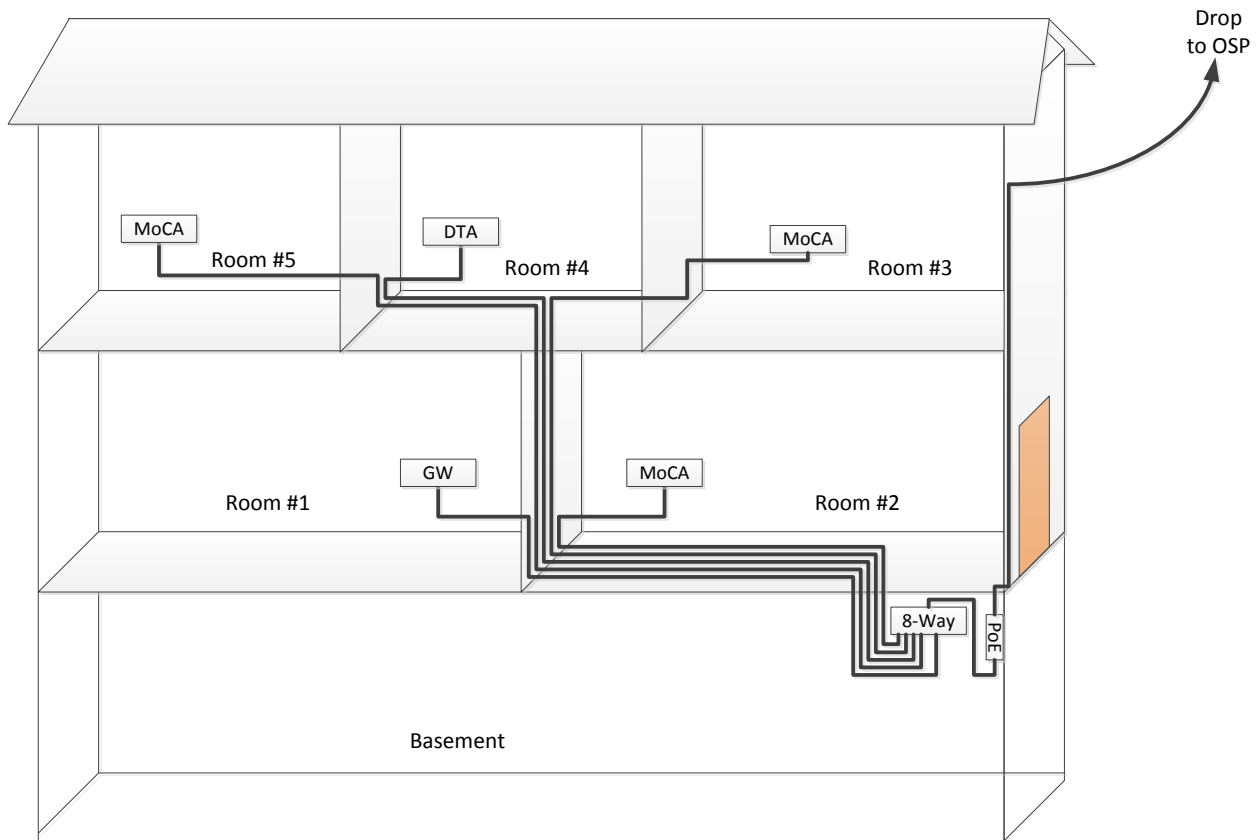 Drop
to OSP
MoCA
DTA
MoCA
Room #5
Room #4
Room #3
GW
MoCA
Room #1
Room #2
8-Way
PoE
Basement